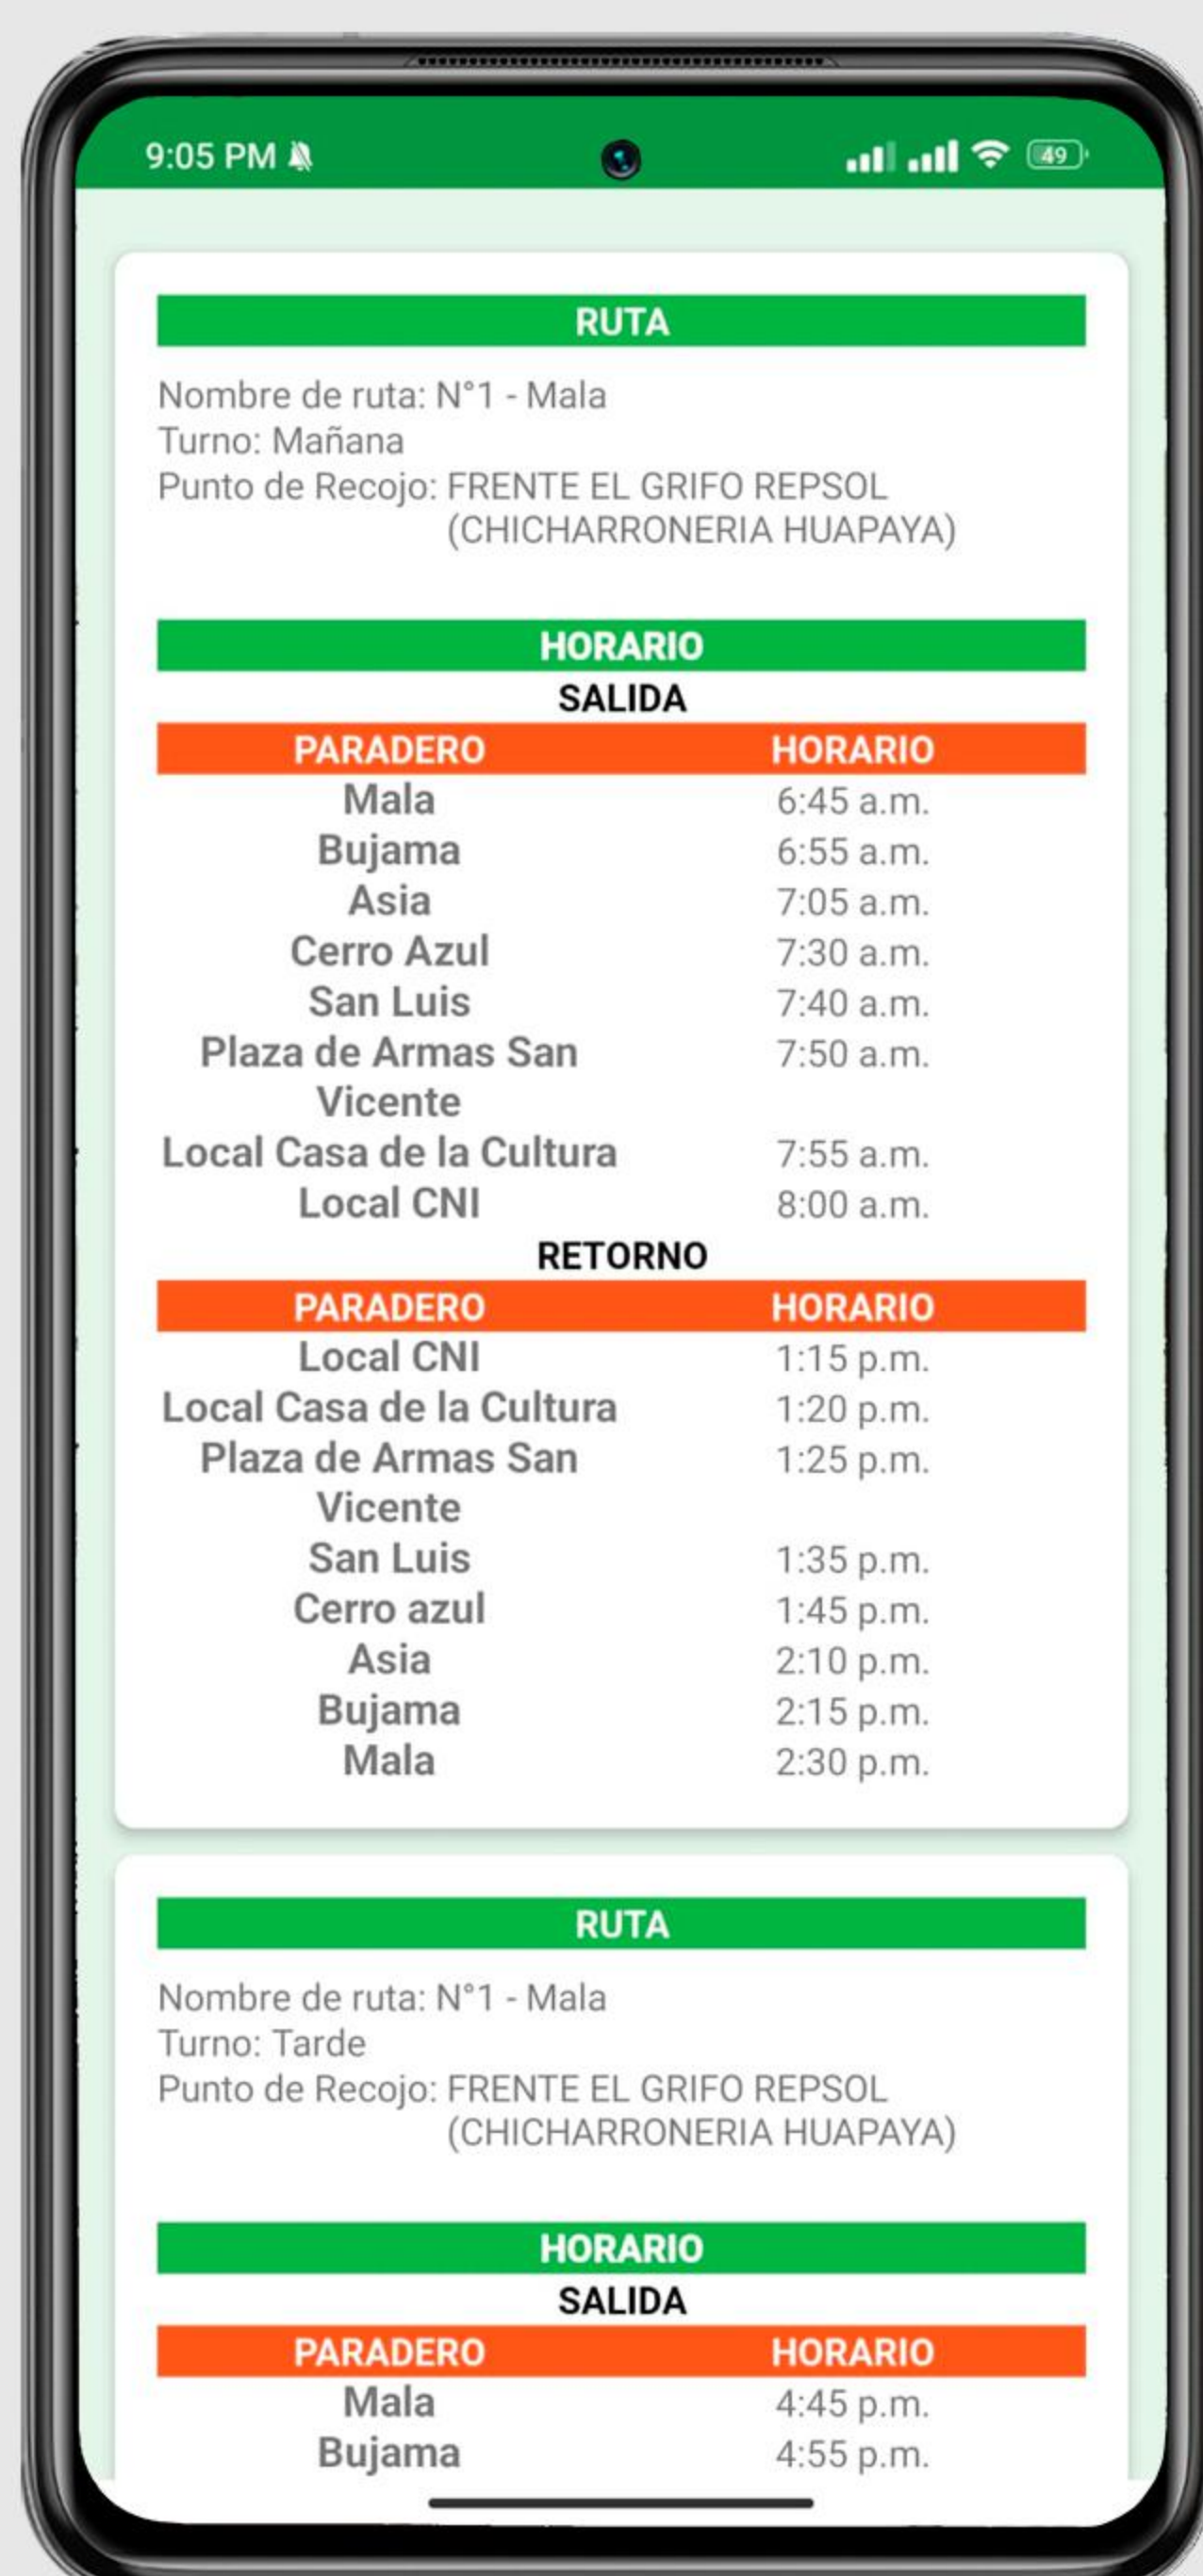 9:05 PM
49
RUTA
Nombre de ruta: N°1 - Mala
Turno: Mañana
Punto de Recojo: FRENTE EL GRIFO REPSOL
(CHICHARRONERIA HUAPAYA)
HORARIO
SALIDA
PARADERO HORARIO
Mala 6:45 a.m.
Bujama 6:55 a.m.
Asia 7:05 a.m.
Cerro Azul 7:30 a.m.
San Luis 7:40 a.m.
Plaza de Armas San 7:50 a.m.
Vicente
Local Casa de la Cultura 7:55 a.m.
Local CNI 8:00 a.m.
RETORNO
PARADERO HORARIO
Local CNI 1:15 p.m.
Local Casa de la Cultura 1:20 p.m.
Plaza de Armas San 1:25 p.m.
Vicente
San Luis 1:35 p.m.
Cerro azul 1:45 p.m.
Asia 2:10 p.m.
Bujama 2:15 p.m.
Mala 2:30 p.m.
RUTA
Nombre de ruta: N°1 - Mala
Turno: Tarde
Punto de Recojo: FRENTE EL GRIFO REPSOL
(CHICHARRONERIA HUAPAYA)
HORARIO
SALIDA
PARADERO HORARIO
Mala 4:45 p.m.
Bujama 4:55 p.m.